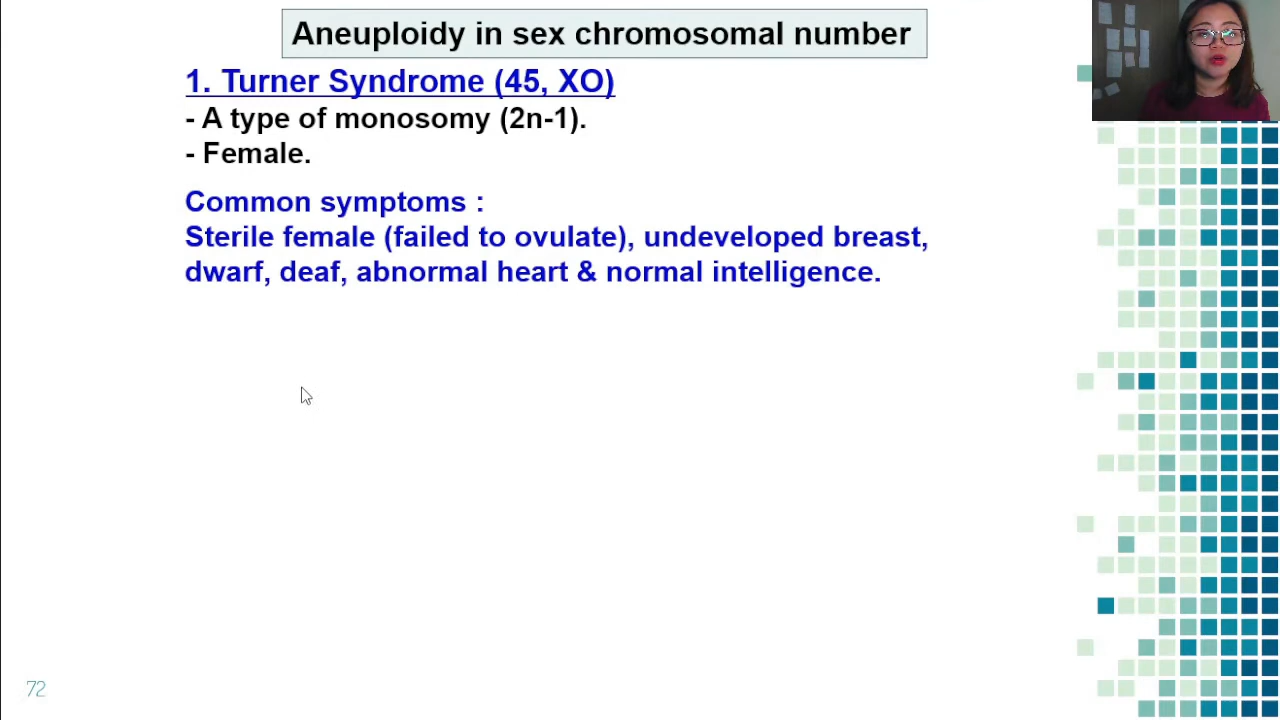 Aneuploidy in sex chromosomal number
1. Turner Syndrome (45, XO)
- A type of monosomy (2n-1).
- Female.
Common symptoms :
Sterile female (failed to ovulate), undeveloped breast,
dwarf, deaf, abnormal heart & normal intelligence.
72